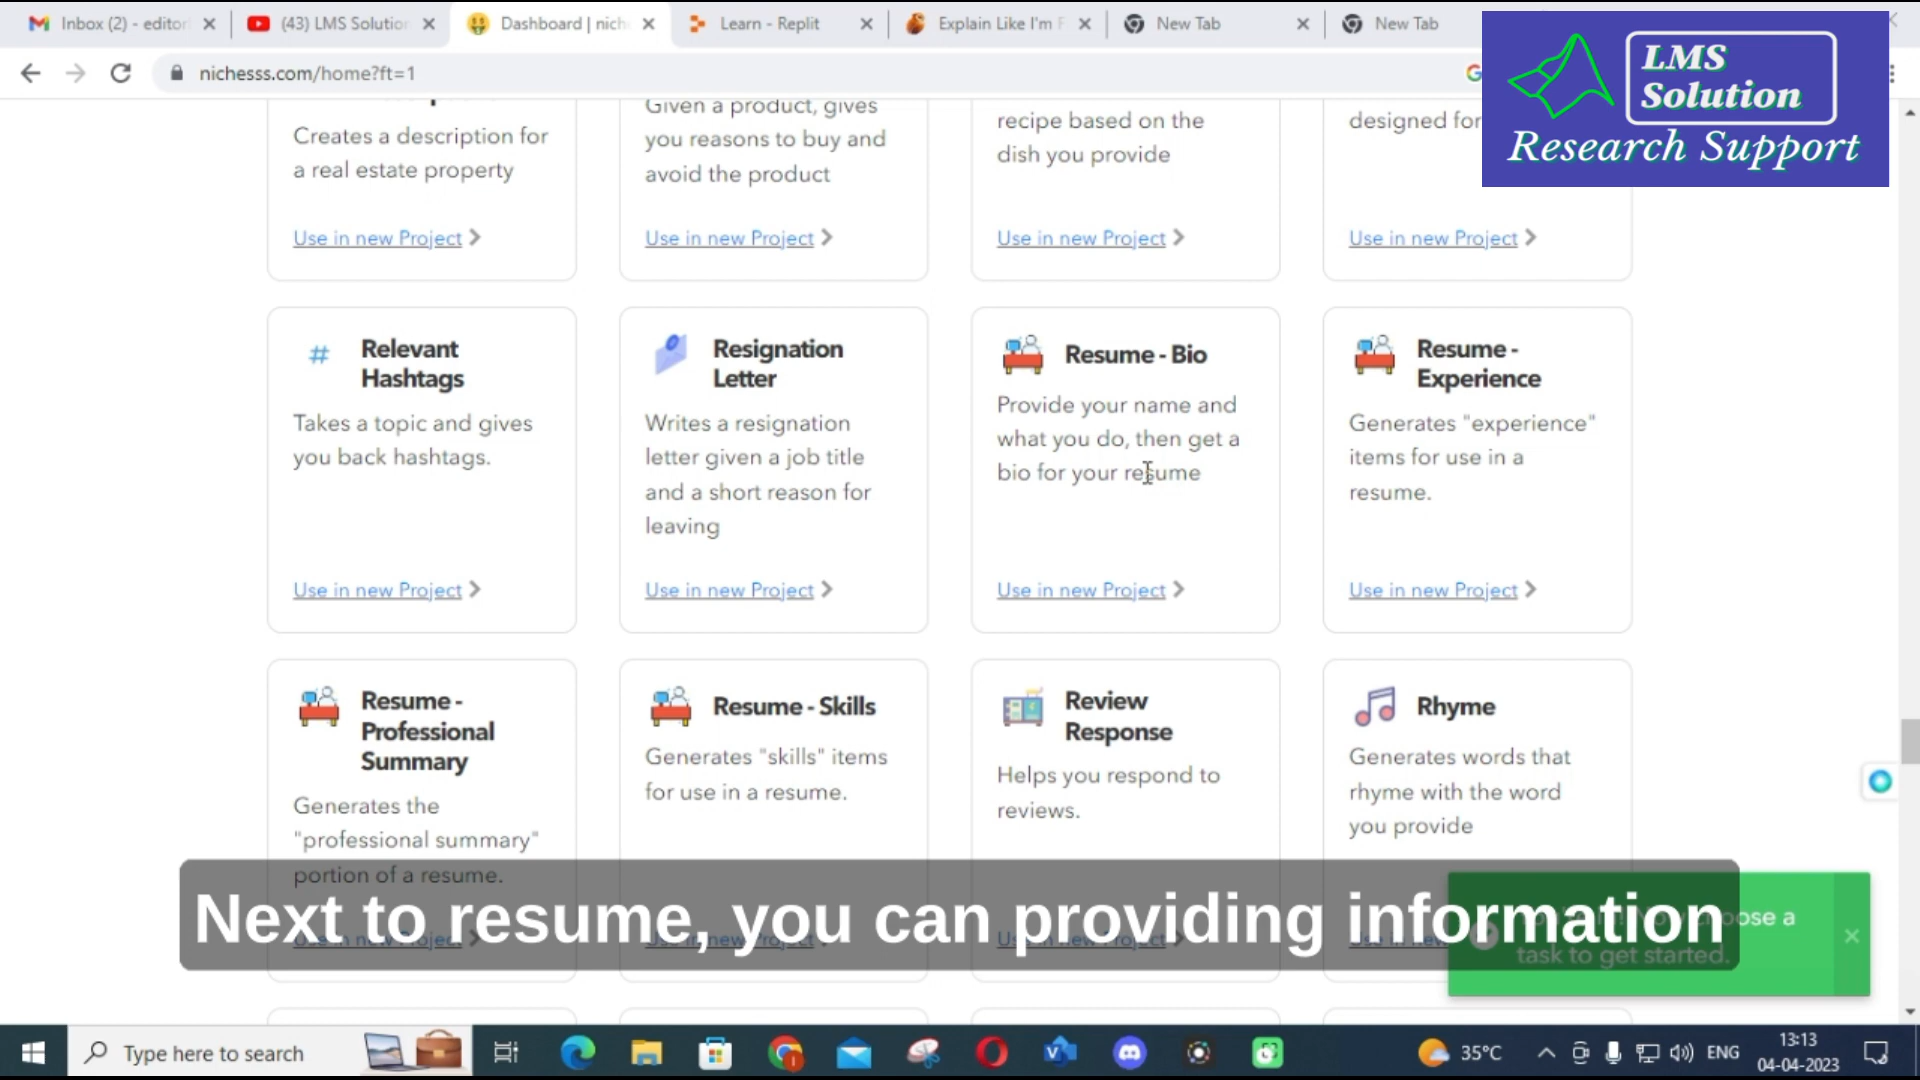 Inbox (2) - editor
(43) LMS Solution
Dashboard | nich
Learn - Replit
Explain Like I'm F
New Tab
New Tab
nichesss.com/home?ft=1
LMS
Solution
Research Support
Creates a description for
a real estate property
Use in new Project
Given a product, gives
you reasons to buy and
avoid the product
Use in new Project
recipe based on the
dish you provide
Use in new Project
designed for
Use in new Project
Relevant
Hashtags
Takes a topic and gives
you back hashtags.
Use in new Project
Resignation
Letter
Writes a resignation
letter given a job title
and a short reason for
leaving
Use in new Project
Resume - Bio
Provide your name and
what you do, then get a
bio for your resume
Use in new Project
Resume -
Experience
Generates "experience"
items for use in a
resume.
Use in new Project
Resume -
Professional
Summary
Generates the
"professional summary"
portion of a resume.
Resume - Skills
Generates "skills" items
for use in a resume.
Review
Response
Helps you respond to
reviews.
Rhyme
Generates words that
rhyme with the word
you provide
Next to resume, you can providing information
task to get started.
Type here to search
35°C
ENG
13:13
04-04-2023